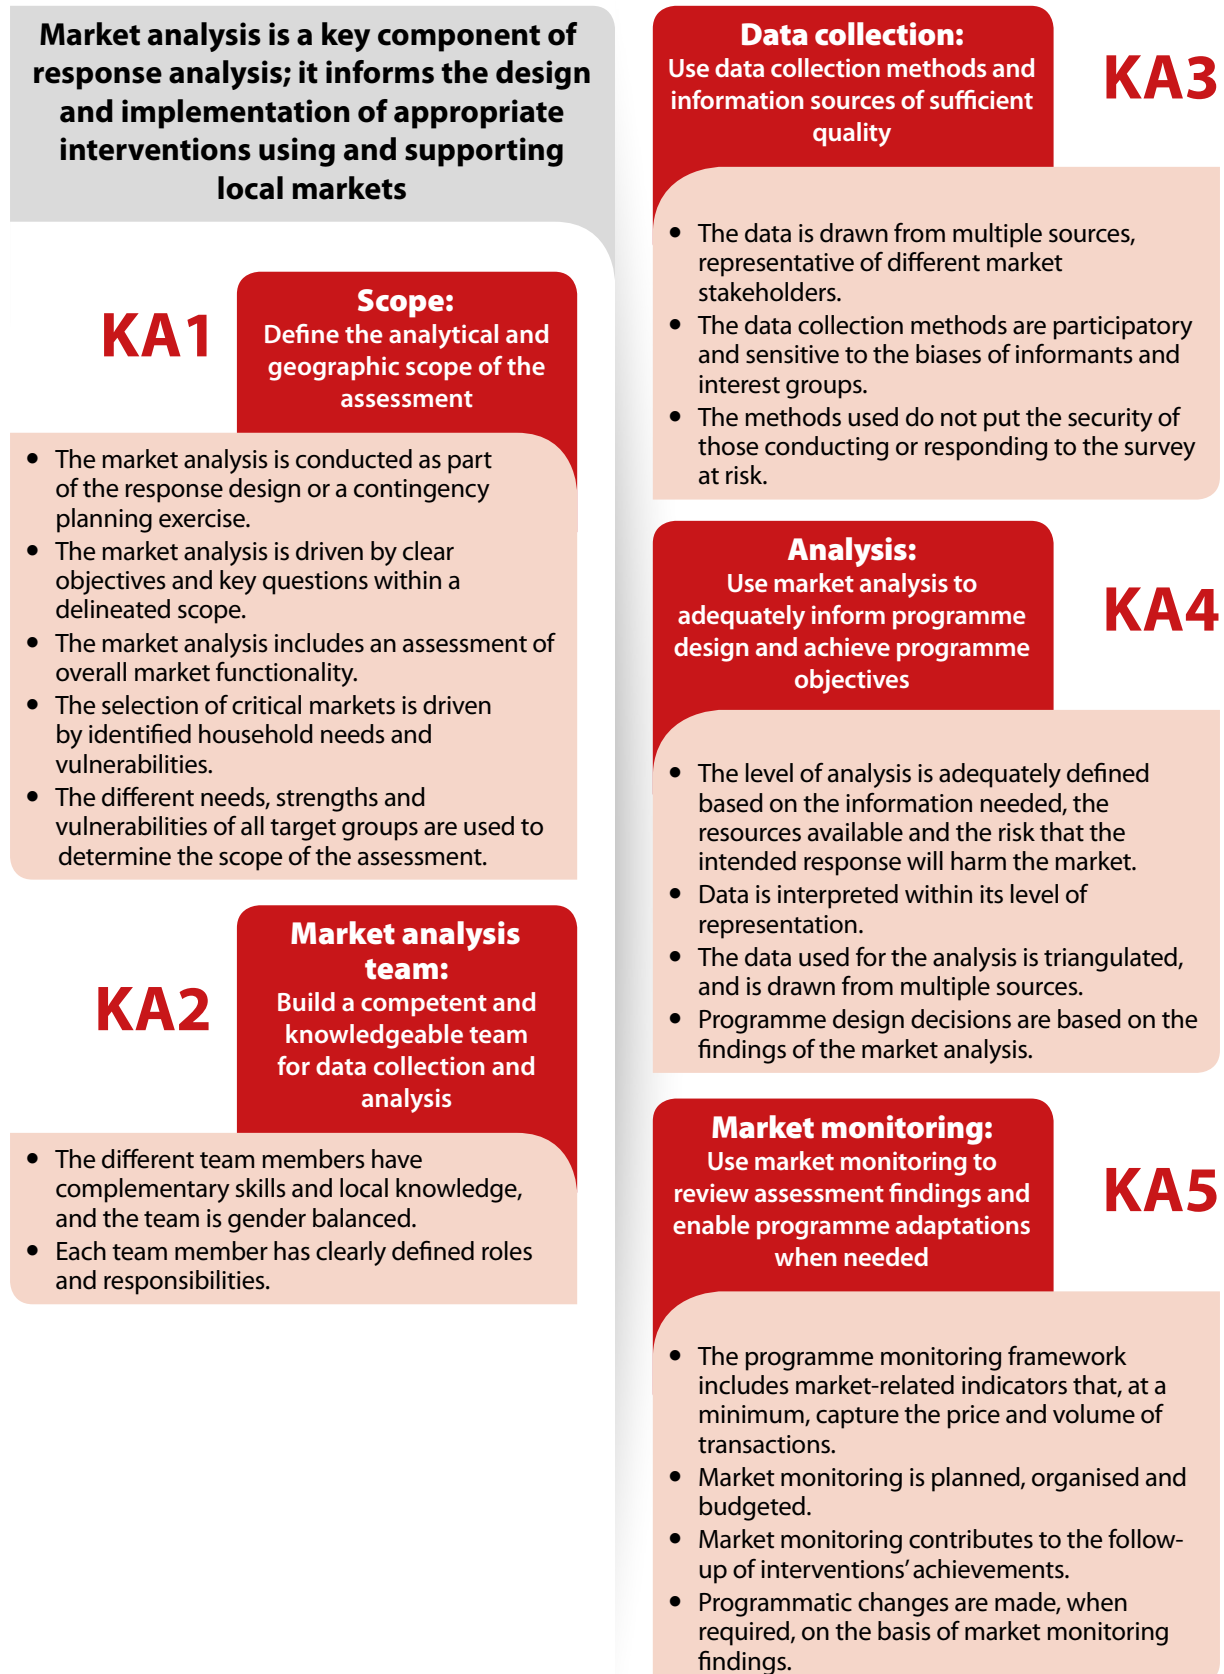 Market analysis is a key component of
response analysis; it informs the design
and implementation of appropriate
interventions using and supporting
local markets
KA1
Scope:
Define the analytical and
geographic scope of the
assessment
• The market analysis is conducted as part
of the response design or a contingency
planning exercise.
• The market analysis is driven by clear
objectives and key questions within a
delineated scope.
• The market analysis includes an assessment of
overall market functionality.
• The selection of critical markets is driven
by identified household needs and
vulnerabilities.
• The different needs, strengths and
vulnerabilities of all target groups are used to
determine the scope of the assessment.
KA2
Market analysis
team:
Build a competent and
knowledgeable team
for data collection and
analysis
• The different team members have
complementary skills and local knowledge,
and the team is gender balanced.
• Each team member has clearly defined roles
and responsibilities.
Data collection:
Use data collection methods and
information sources of sufficient
quality
KA3
• The data is drawn from multiple sources,
representative of different market
stakeholders.
• The data collection methods are participatory
and sensitive to the biases of informants and
interest groups.
• The methods used do not put the security of
those conducting or responding to the survey
at risk.
Analysis:
Use market analysis to
adequately inform programme
design and achieve programme
objectives
KA4
• The level of analysis is adequately defined
based on the information needed, the
resources available and the risk that the
intended response will harm the market.
• Data is interpreted within its level of
representation.
• The data used for the analysis is triangulated,
and is drawn from multiple sources.
• Programme design decisions are based on the
findings of the market analysis.
Market monitoring:
Use market monitoring to
review assessment findings and
enable programme adaptations
when needed
KA5
• The programme monitoring framework
includes market-related indicators that, at a
minimum, capture the price and volume of
transactions.
• Market monitoring is planned, organised and
budgeted.
• Market monitoring contributes to the follow-
up of interventions’ achievements.
• Programmatic changes are made, when
required, on the basis of market monitoring
findings.